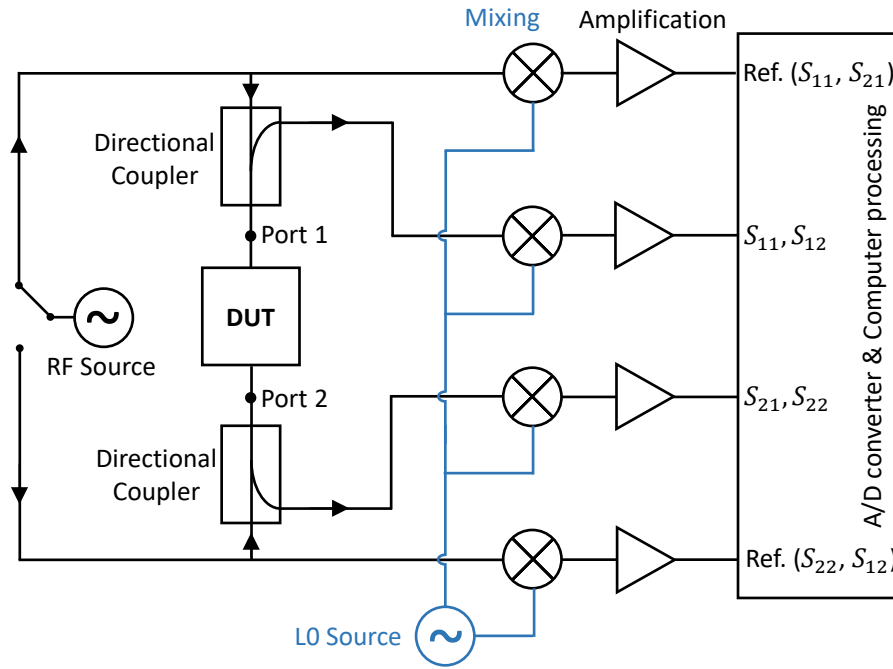 Mixing
Amplification
Ref. (S₁₁, S₂₁)
Directional
Coupler
Port 1
S₁₁, S₁₂
DUT
RF Source
Port 2
S₂₁, S₂₂
Directional
Coupler
Ref. (S₂₂, S₁₂)
L0 Source
A/D converter & Computer processing